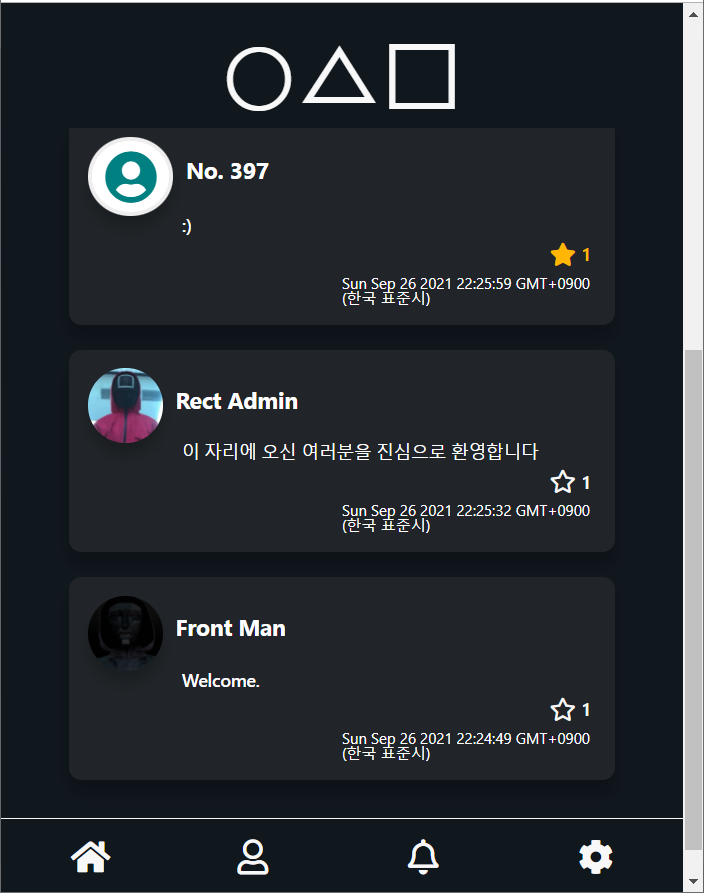 No. 397
:)
1
Sun Sep 26 2021 22:25:59 GMT+0900
(한국 표준시)
Rect Admin
이 자리에 오신 여러분을 진심으로 환영합니다
1
Sun Sep 26 2021 22:25:32 GMT+0900
(한국 표준시)
Front Man
Welcome.
1
Sun Sep 26 2021 22:24:49 GMT+0900
(한국 표준시)